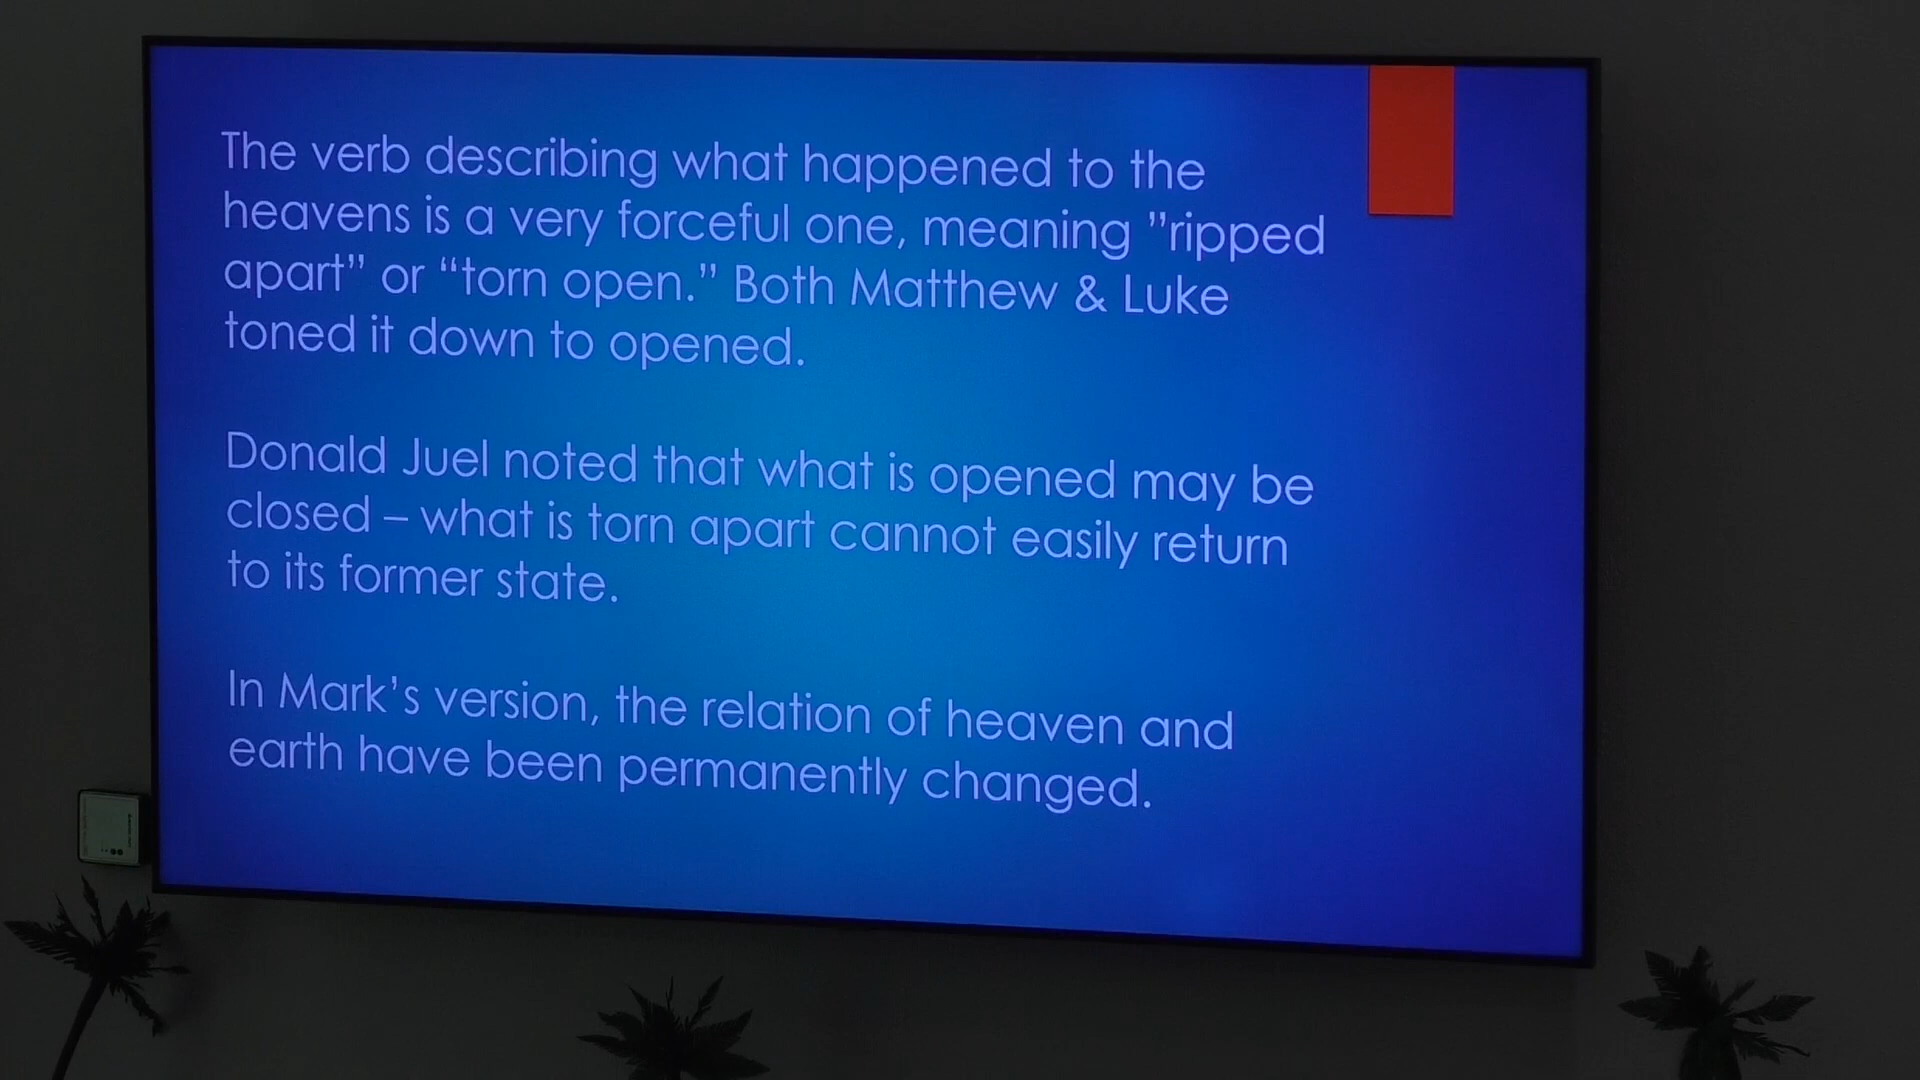 The verb describing what happened to the
heavens is a very forceful one, meaning ”ripped
apart” or “torn open.” Both Matthew & Luke
toned it down to opened.
Donald Juel noted that what is opened may be
closed – what is torn apart cannot easily return
to its former state.
In Mark’s version, the relation of heaven and
earth have been permanently changed.